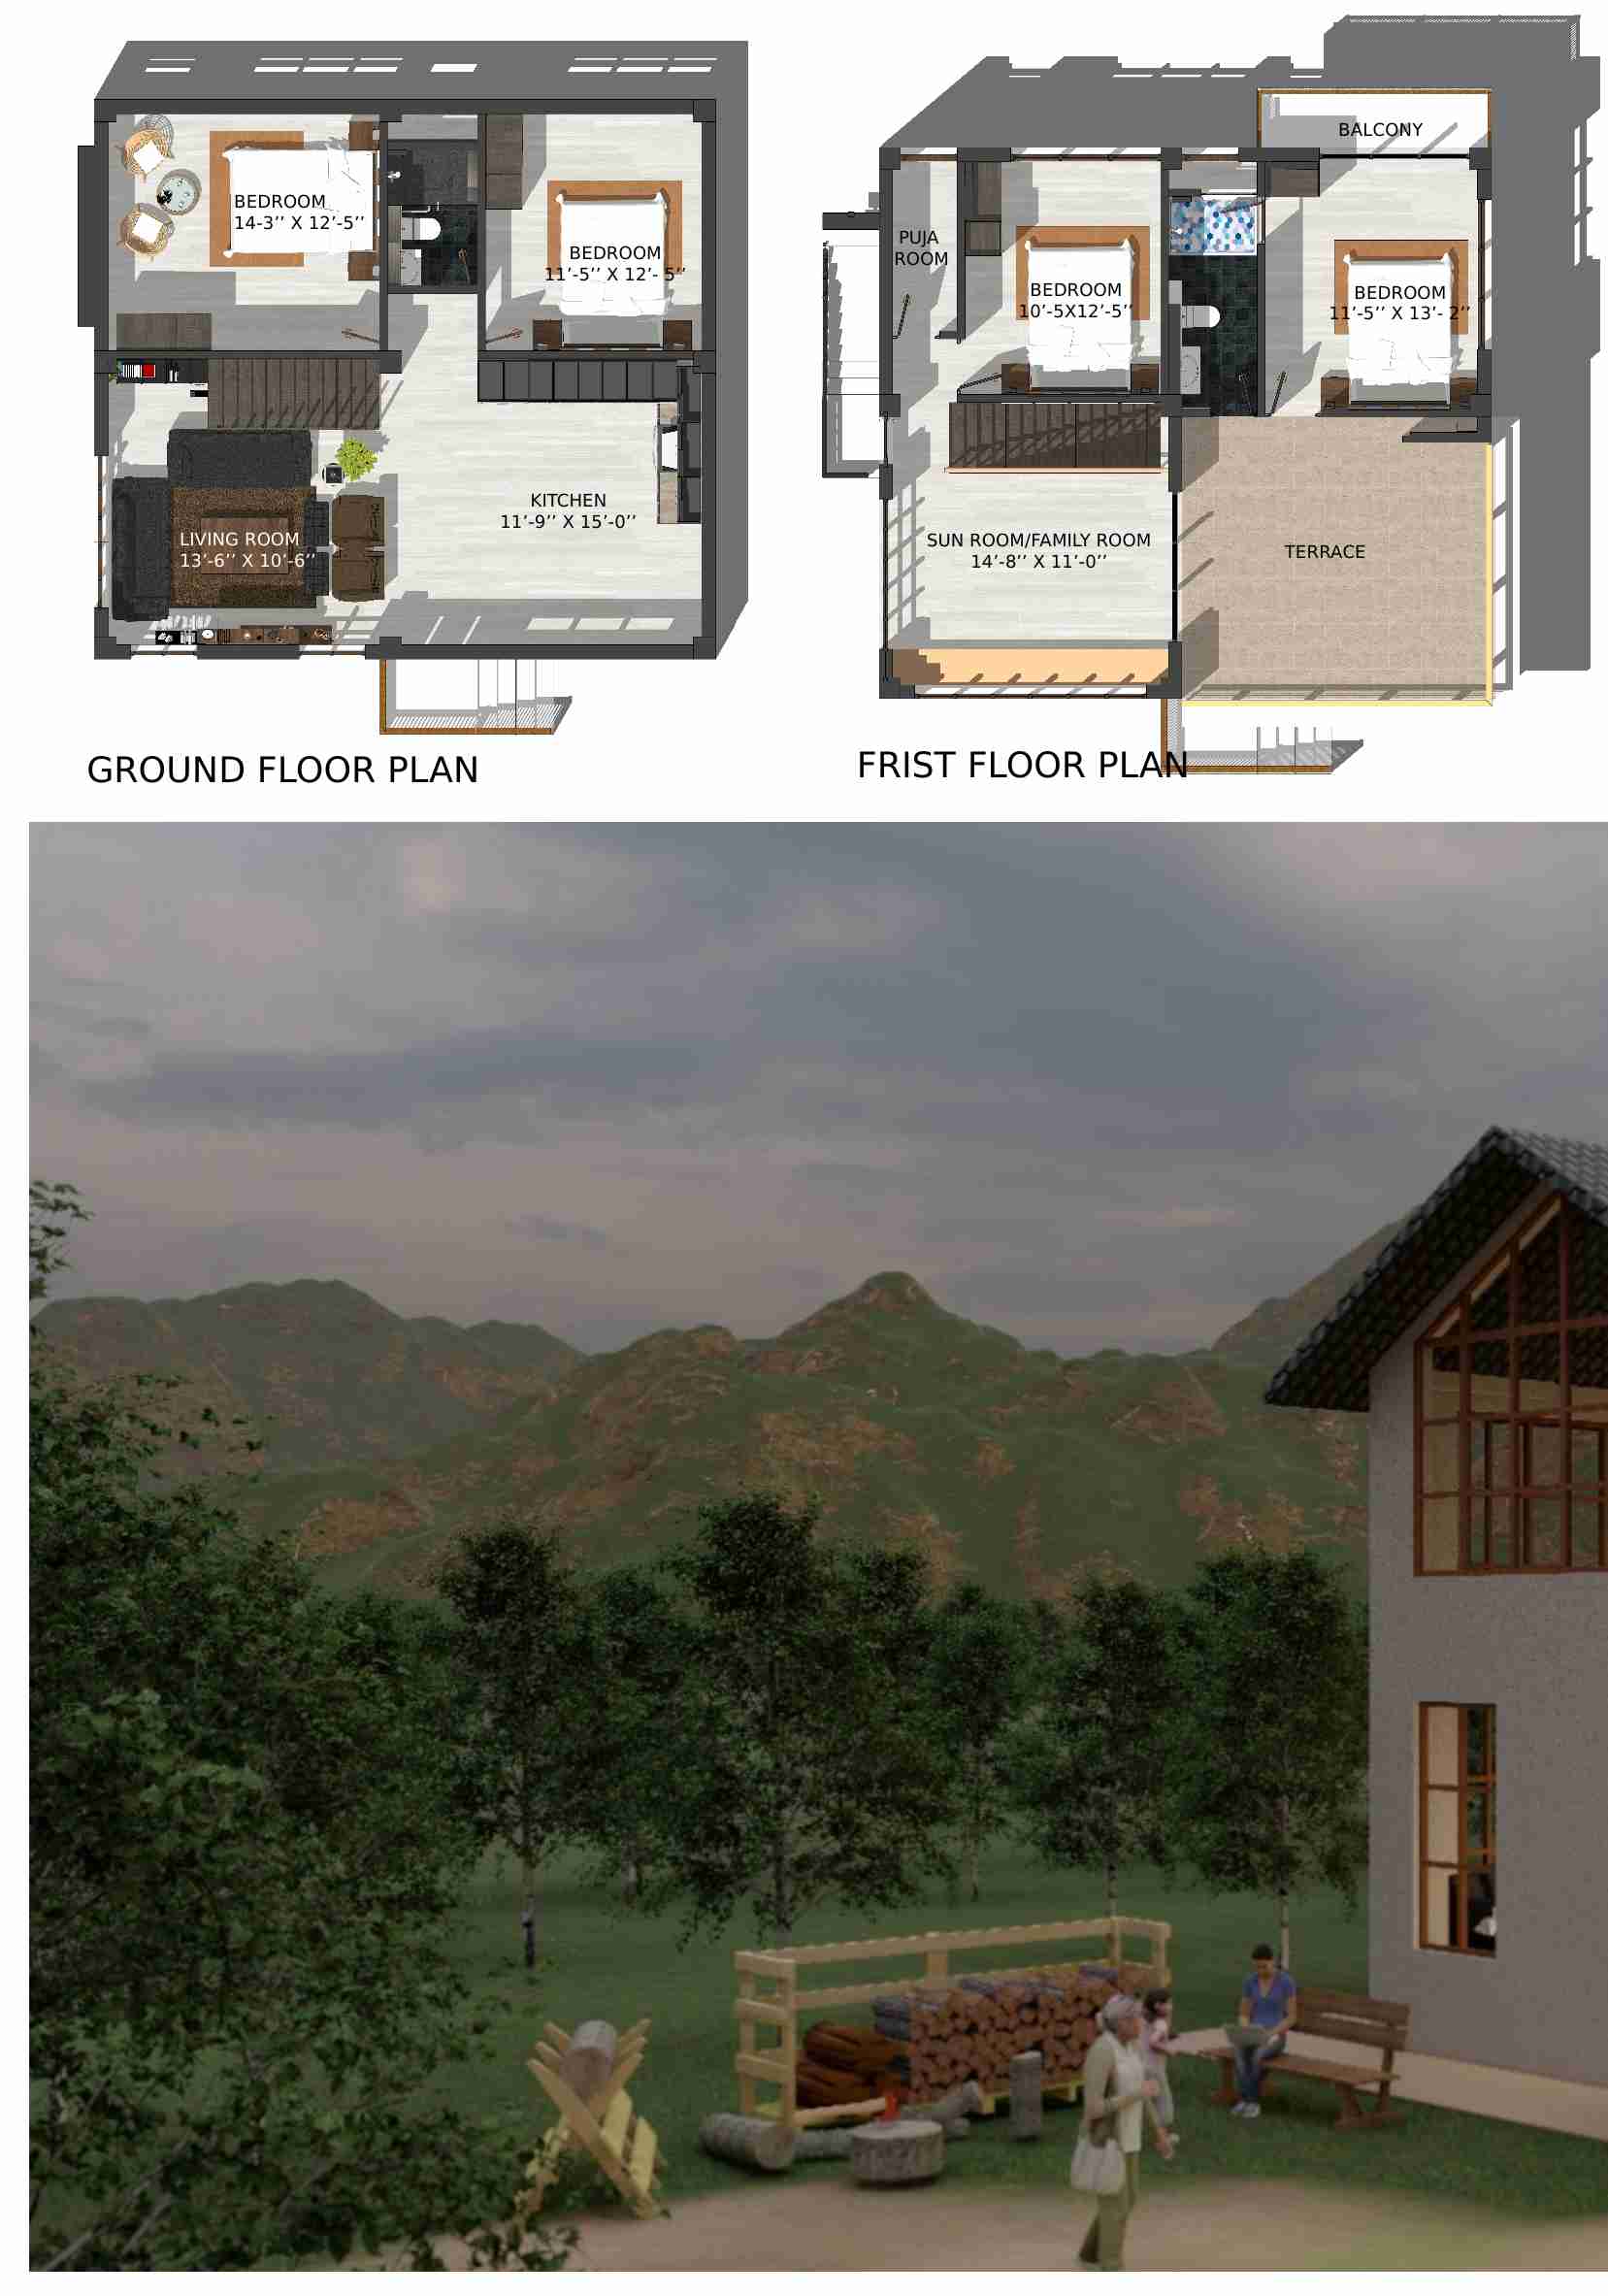 BEDROOM
14-3’’ X 12’-5’’
BEDROOM
11’-5’’ X 12’- 5’’
KITCHEN
11’-9’’ X 15’-0’’
LIVING ROOM
13’-6’’ X 10’-6’’
GROUND FLOOR PLAN
BALCONY
PUJA
ROOM
BEDROOM
10’-5X12’-5’’
BEDROOM
11’-5’’ X 13’- 2’’
SUN ROOM/FAMILY ROOM
14’-8’’ X 11’-0’’
TERRACE
FRIST FLOOR PLAN